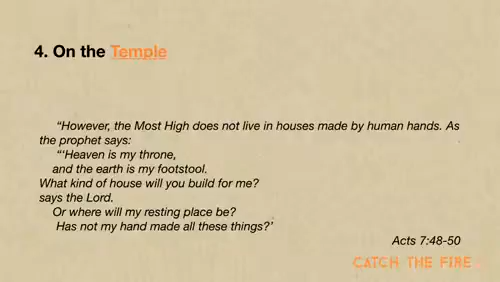 4. On the Temple
“However, the Most High does not live in houses made by human hands. As
the prophet says:
“‘Heaven is my throne,
and the earth is my footstool.
What kind of house will you build for me?
says the Lord.
Or where will my resting place be?
Has not my hand made all these things?’
Acts 7:48-50
CATCH THE FIRE